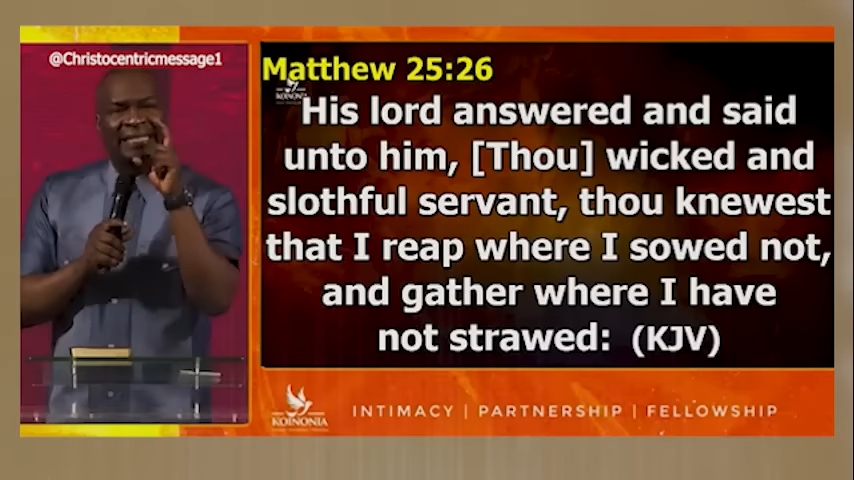 @Christocentricmessage1
Matthew 25:26
KOINONIA
His lord answered and said
unto him, [Thou] wicked and
slothful servant, thou knewest
that I reap where I sowed not,
and gather where I have
not strawed: (KJV)
KOINONIA
INTIMACY | PARTNERSHIP | FELLOWSHIP